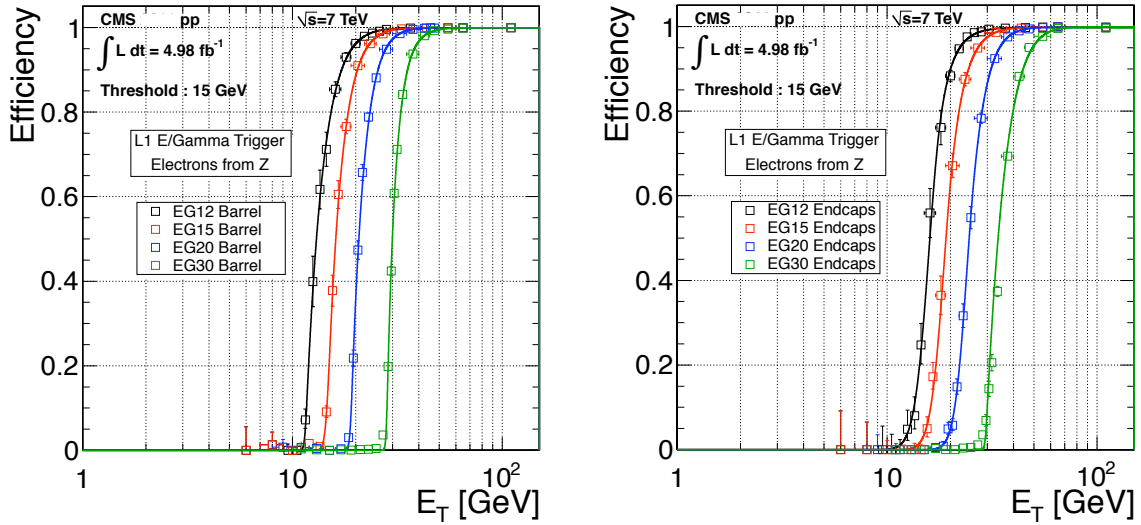 CMS pp √s=7 TeV
∫ L dt = 4.98 fb⁻¹
Threshold : 15 GeV
L1 E/Gamma Trigger
Electrons from Z
EG12 Barrel
EG15 Barrel
EG20 Barrel
EG30 Barrel
Efficiency
1
0.8
0.6
0.4
0.2
0
1 10 10²
E_T [GeV]
CMS pp √s=7 TeV
∫ L dt = 4.98 fb⁻¹
Threshold : 15 GeV
L1 E/Gamma Trigger
Electrons from Z
EG12 Endcaps
EG15 Endcaps
EG20 Endcaps
EG30 Endcaps
Efficiency
1
0.8
0.6
0.4
0.2
0
1 10 10²
E_T [GeV]